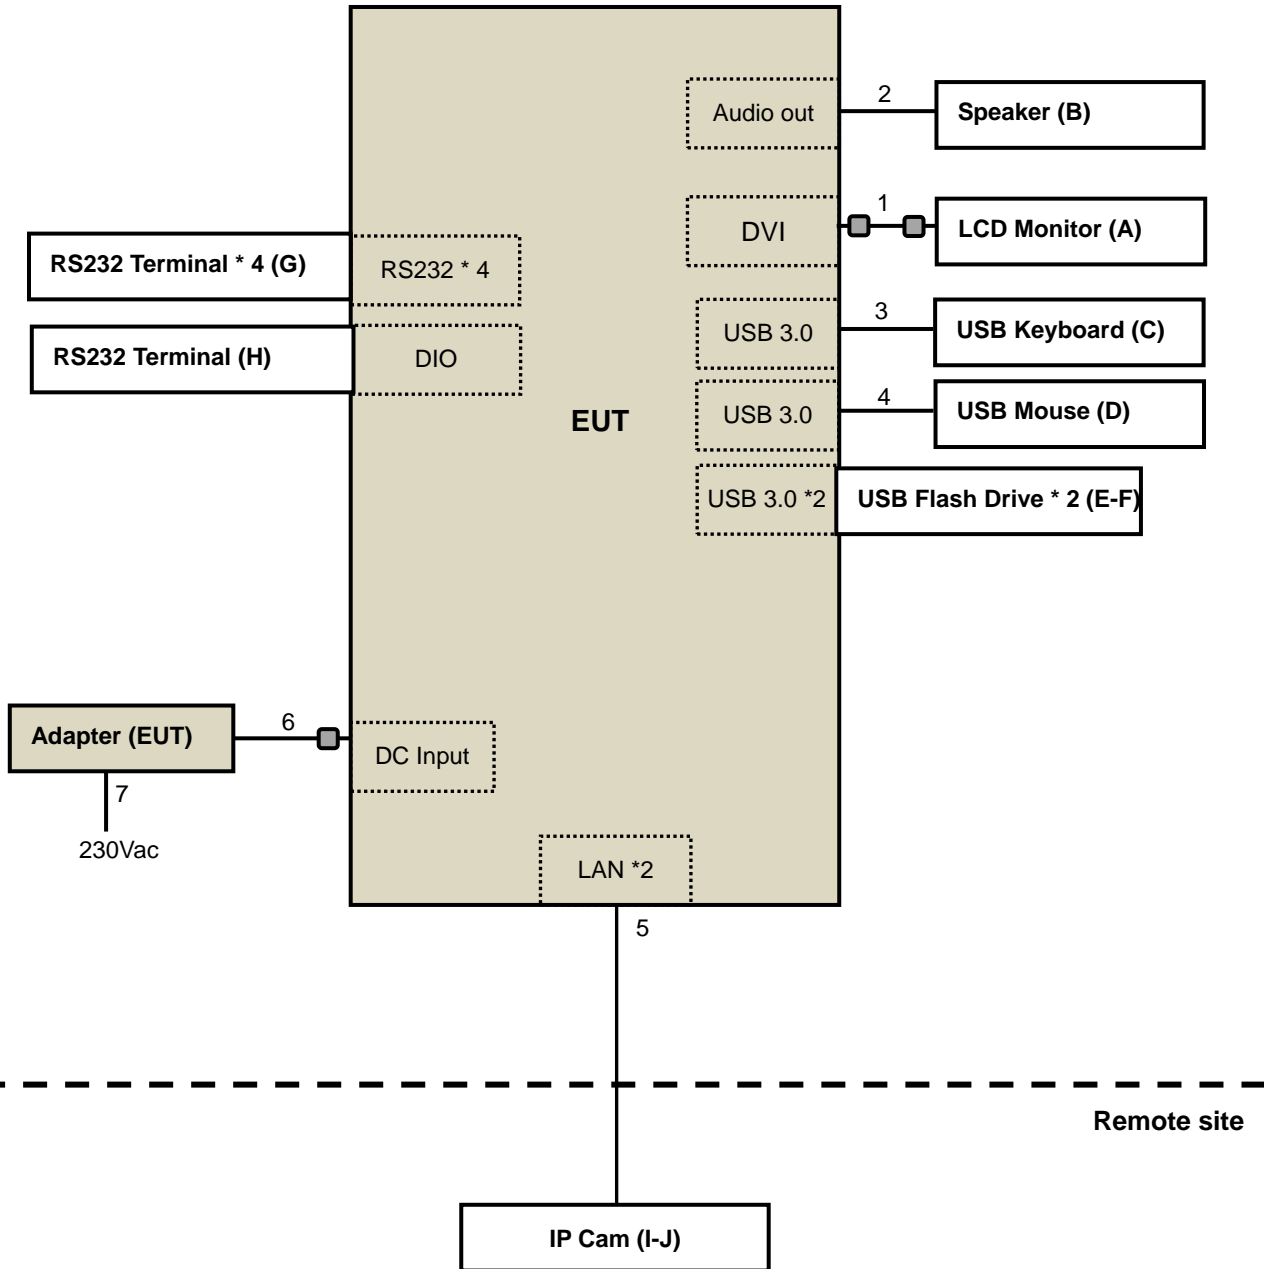 Audio out
2
Speaker (B)
DVI
1
LCD Monitor (A)
RS232 Terminal * 4 (G)
RS232 * 4
USB 3.0
3
USB Keyboard (C)
RS232 Terminal (H)
DIO
EUT
USB 3.0
4
USB Mouse (D)
USB 3.0 *2
USB Flash Drive * 2 (E-F)
Adapter (EUT)
6
DC Input
7
230Vac
LAN *2
5
Remote site
IP Cam (I-J)